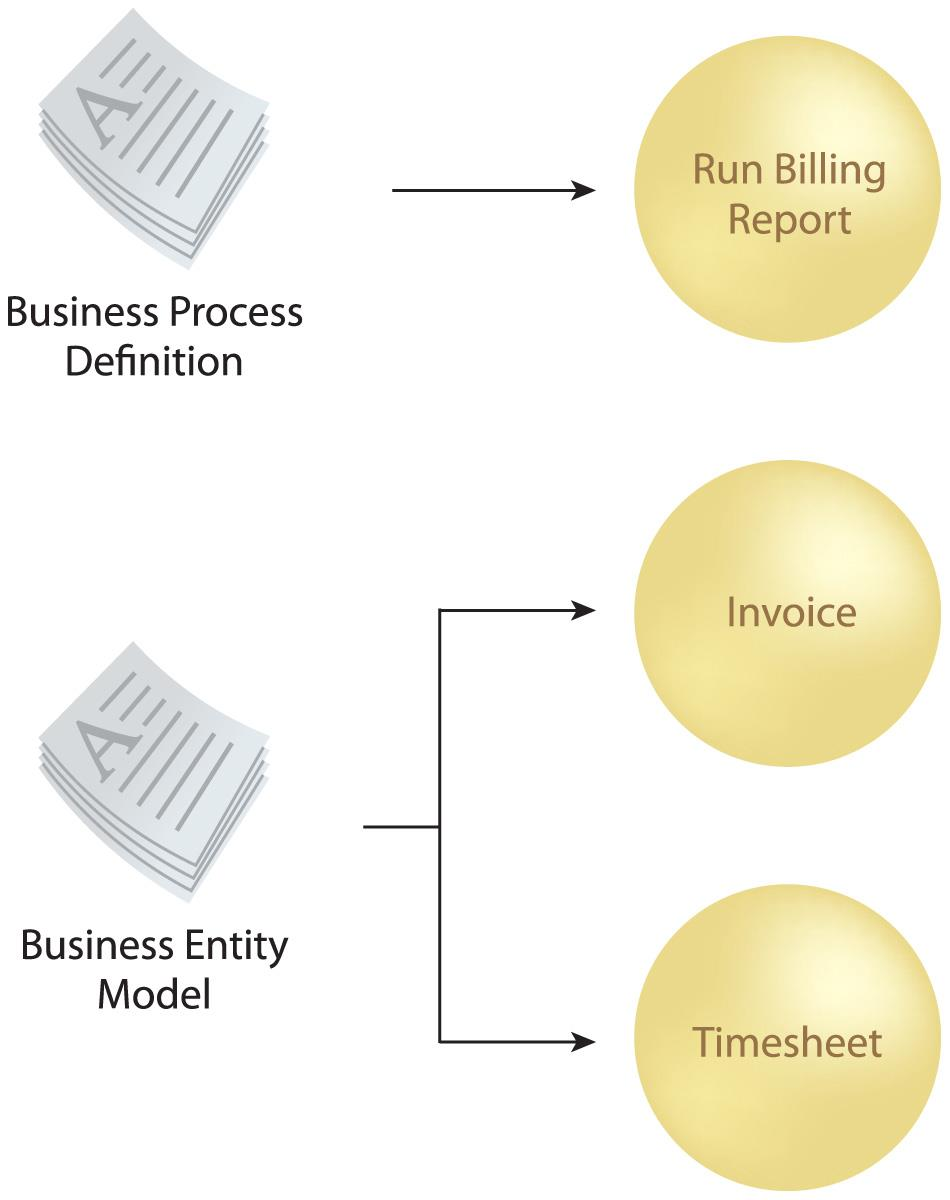 Run Billing
Report
Business Process
Definition
Invoice
Business Entity
Model
Timesheet